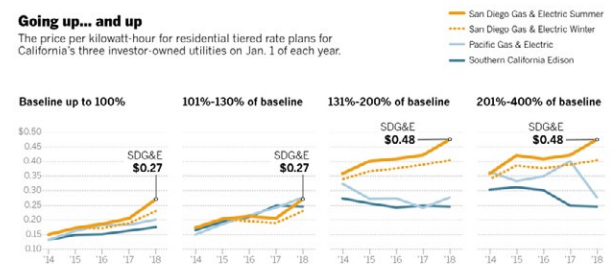 Going up... and up
The price per kilowatt-hour for residential tiered rate plans for
California's three investor-owned utilities on Jan. 1 of each year.
San Diego Gas & Electric Summer
San Diego Gas & Electric Winter
Pacific Gas & Electric
Southern California Edison
Baseline up to 100%
101%-130% of baseline
131%-200% of baseline
201%-400% of baseline
$0.50
0.45
0.40
0.35
0.30
0.25
0.20
0.15
0.10
SDG&E
$0.27
SDG&E
$0.27
SDG&E
$0.48
SDG&E
$0.48
'14 '15 '16 '17 '18
'14 '15 '16 '17 '18
'14 '15 '16 '17 '18
'14 '15 '16 '17 '18